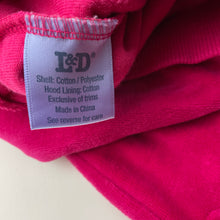 L&D
Shell: Cotton / Polyester
Hood Lining: Cotton
Exclusive of trims
Made in China
See reverse for care